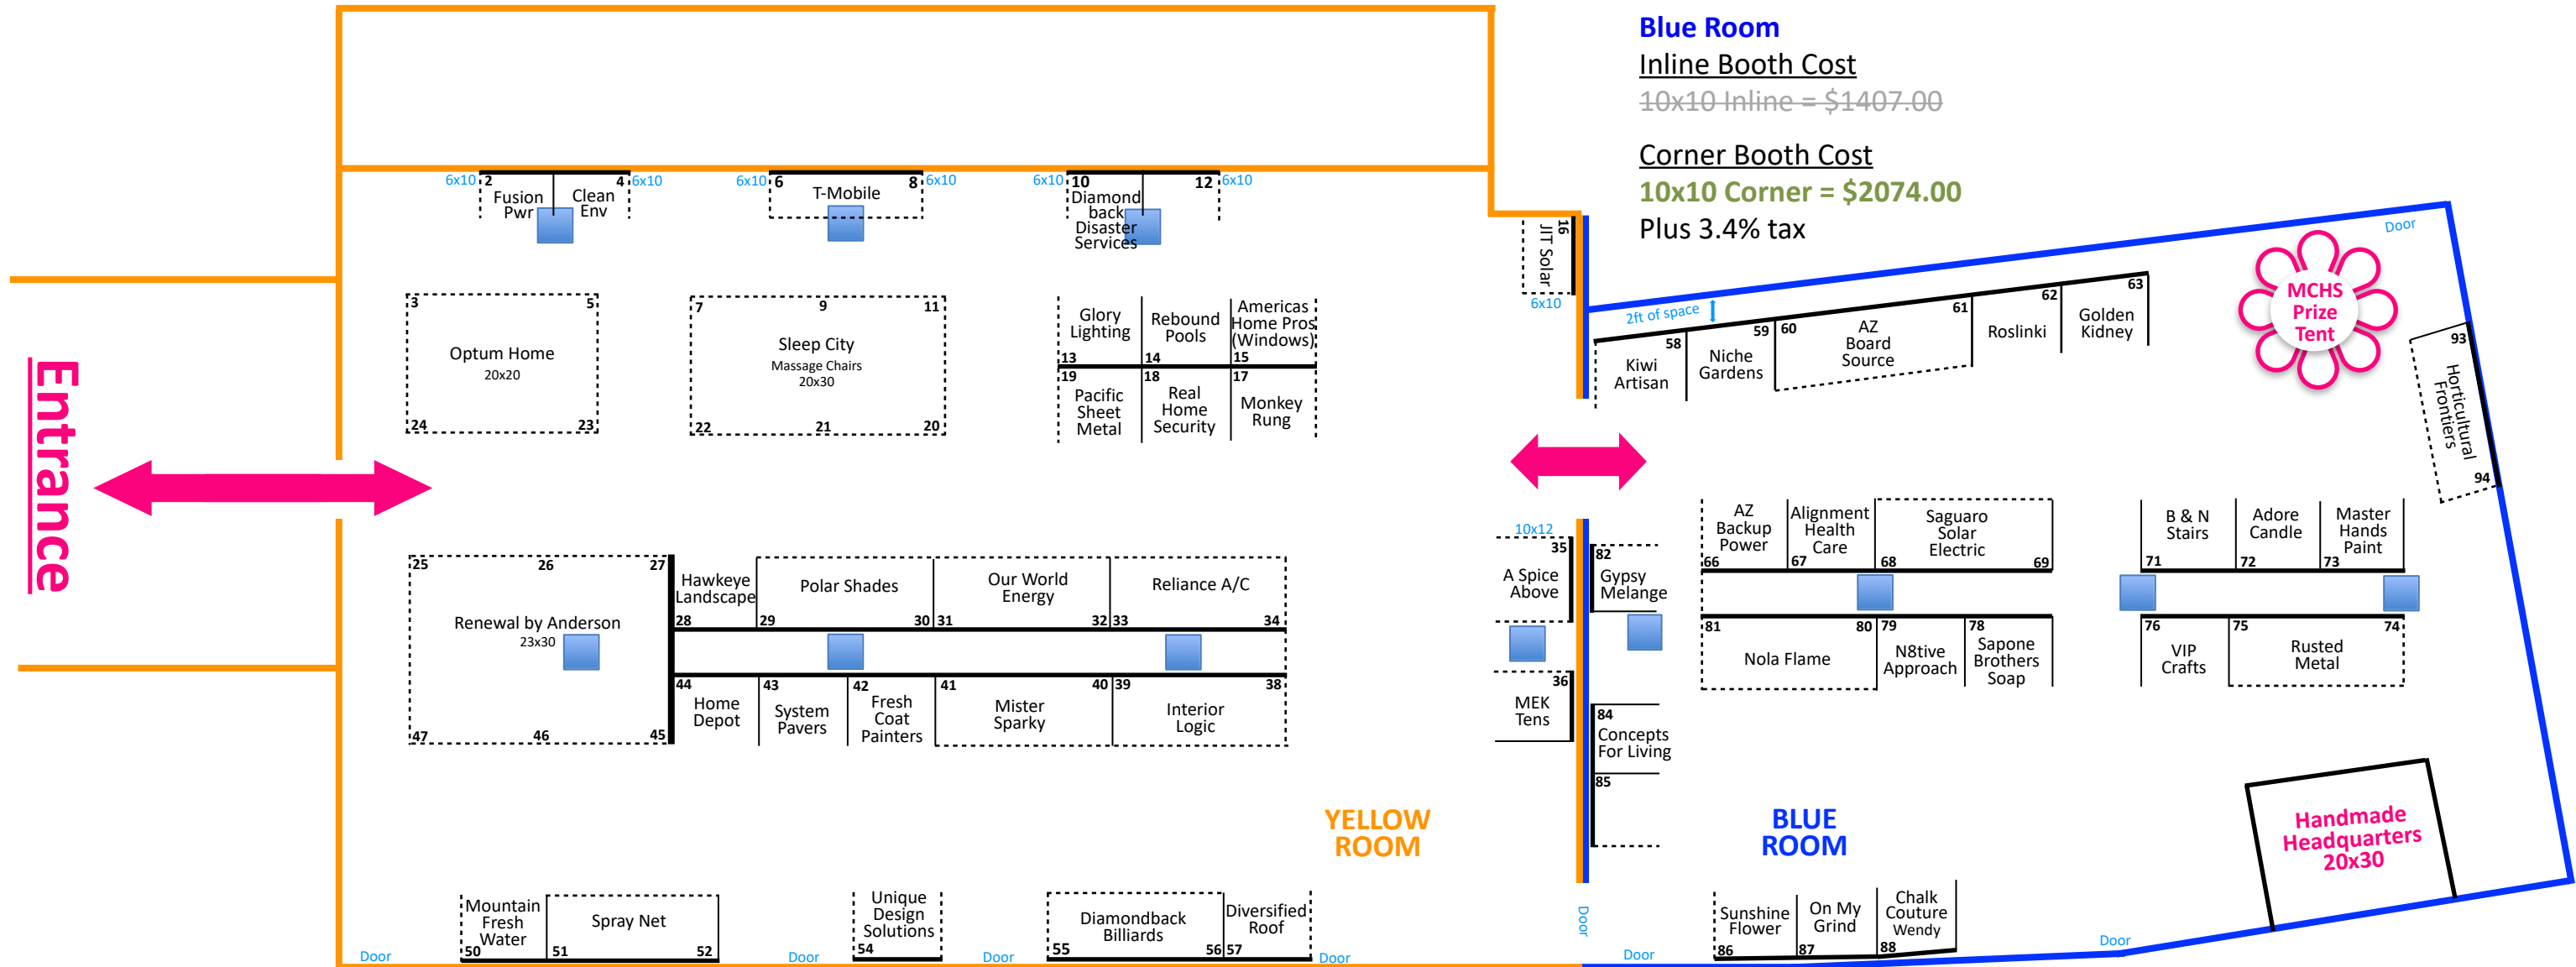 Blue Room
Inline Booth Cost
10x10 Inline = $1407.00
Corner Booth Cost
10x10 Corner = $2074.00
Plus 3.4% tax
6x10
2
Fusion
Pwr
4
Clean
Env
6x10
6x10
6
T-Mobile
8
6x10
6x10
10
Diamond
back
Disaster
Services
12
6x10
16
JIT Solar
6x10
Door
MCHS
Prize
Tent
2ft of space
3
5
Optum Home
20x20
24
23
7
9
11
Sleep City
Massage Chairs
20x30
22
21
20
Glory
Lighting
13
Rebound
Pools
14
Americas
Home Pros
(Windows)
15
19
Pacific
Sheet
Metal
18
Real
Home
Security
17
Monkey
Rung
58
Kiwi
Artisan
59
Niche
Gardens
60
61
AZ
Board
Source
62
Roslinki
63
Golden
Kidney
93
Horticultural
Frontiers
94
Entrance
25
26
27
Renewal by Anderson
23x30
47
46
45
Hawkeye
Landscape
28
Polar Shades
29
30
Our World
Energy
31
32
Reliance A/C
33
34
44
Home
Depot
43
System
Pavers
42
Fresh
Coat
Painters
41
40
Mister
Sparky
39
38
Interior
Logic
10x12
35
A Spice
Above
36
MEK
Tens
82
Gypsy
Melange
84
Concepts
For Living
85
AZ
Backup
Power
66
Alignment
Health
Care
67
Saguaro
Solar
Electric
68
69
B & N
Stairs
71
Adore
Candle
72
Master
Hands
Paint
73
81
80
Nola Flame
79
N8tive
Approach
78
Sapone
Brothers
Soap
76
VIP
Crafts
75
74
Rusted
Metal
YELLOW
ROOM
BLUE
ROOM
Handmade
Headquarters
20x30
Door
Mountain
Fresh
Water
50
Spray Net
51
52
Door
Unique
Design
Solutions
54
Door
Diamondback
Billiards
55
56
Diversified
Roof
57
Door
Door
Door
Sunshine
Flower
86
On My
Grind
87
Chalk
Couture
Wendy
88
Door